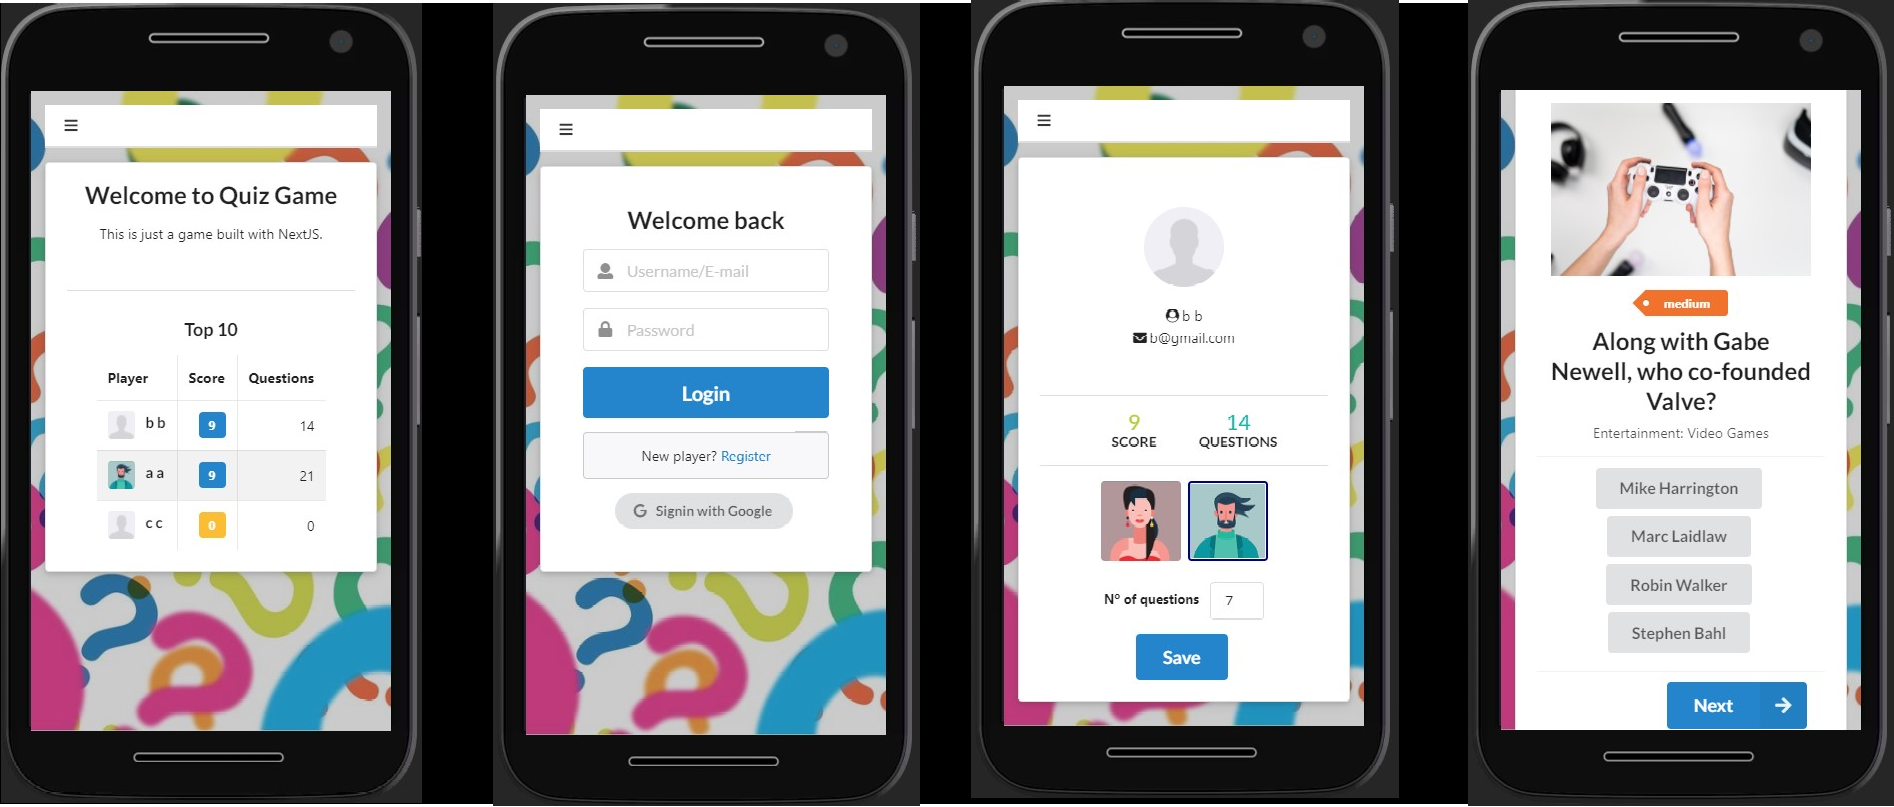 Welcome to Quiz Game
This is just a game built with NextJS.
Top 10
Player Score Questions
b b 9 14
a a 9 21
c c 0 0
Welcome back
Username/E-mail
Password
Login
New player? Register
G Signin with Google
b b
b@gmail.com
9 14
SCORE QUESTIONS
Nº of questions 7
Save
medium
Along with Gabe
Newell, who co-founded
Valve?
Entertainment: Video Games
Mike Harrington
Marc Laidlaw
Robin Walker
Stephen Bahl
Next